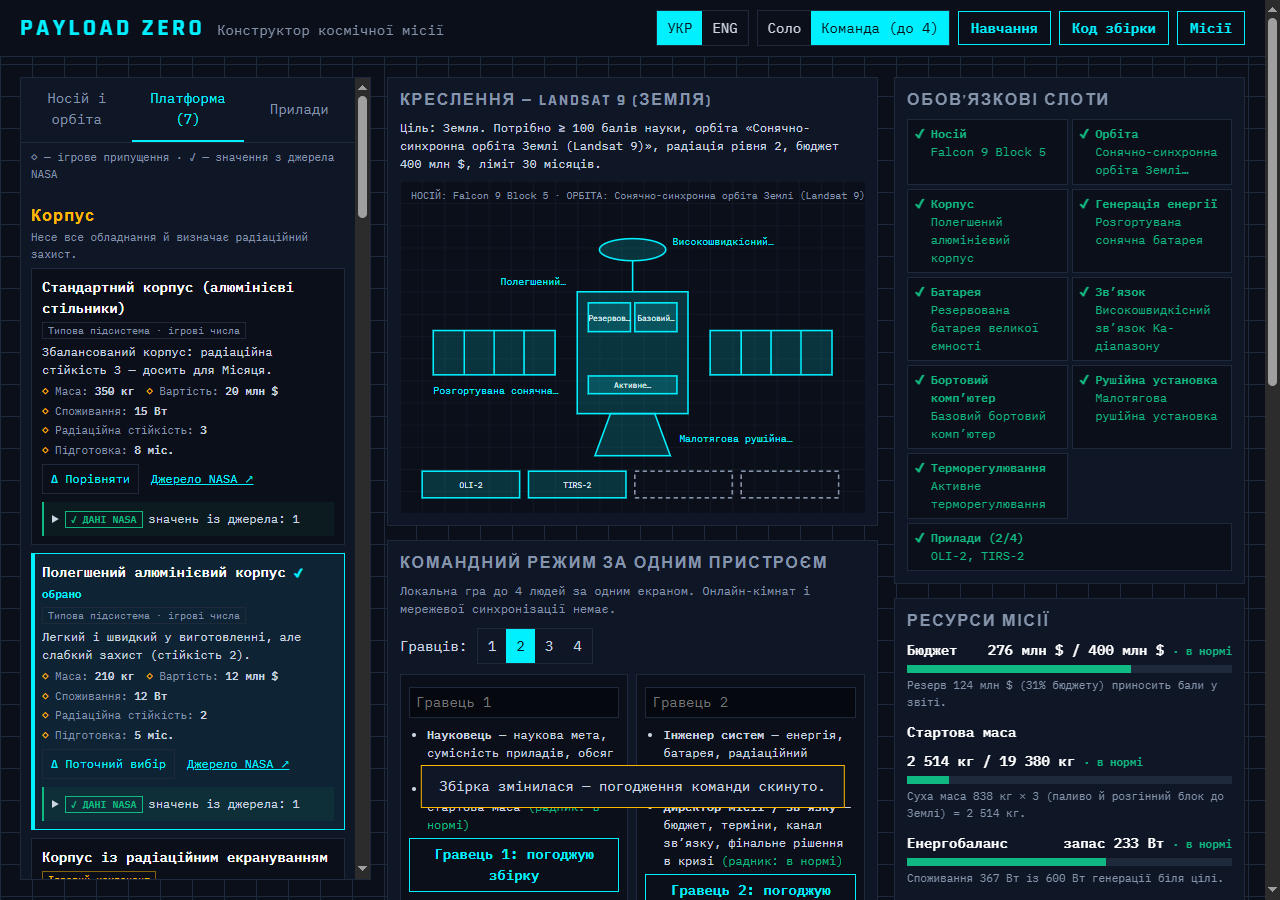 PAYLOAD ZERO
Конструктор космічної місії
УКР
ENG
Соло
Команда (до 4)
Навчання
Код збірки
Місії
Носій і
орбіта
Платформа
(7)
Прилади
◇ — ігрове припущення · ✓ — значення з джерела
NASA
Корпус
Несе все обладнання й визначає радіаційний
захист.
Стандартний корпус (алюмінієві
стільники)
Типова підсистема · ігрові числа
Збалансований корпус: радіаційна
стійкість 3 — досить для Місяця.
◇ Маса: 350 кг ◇ Вартість: 20 млн $
◇ Споживання: 15 Вт
◇ Радіаційна стійкість: 3
◇ Підготовка: 8 міс.
Δ Порівняти
Джерело NASA ↗
▶ ✓ ДАНІ NASA значень із джерела: 1
Полегшений алюмінієвий корпус ✓
обрано
Типова підсистема · ігрові числа
Легкий і швидкий у виготовленні, але
слабкий захист (стійкість 2).
◇ Маса: 210 кг ◇ Вартість: 12 млн $
◇ Споживання: 12 Вт
◇ Радіаційна стійкість: 2
◇ Підготовка: 5 міс.
Δ Поточний вибір
Джерело NASA ↗
▶ ✓ ДАНІ NASA значень із джерела: 1
Корпус із радіаційним екрануванням
КРЕСЛЕННЯ — LANDSAT 9 (ЗЕМЛЯ)
Ціль: Земля. Потрібно ≥ 100 балів науки, орбіта «Сонячно-
синхронна орбіта Землі (Landsat 9)», радіація рівня 2, бюджет
400 млн $, ліміт 30 місяців.
НОСІЙ: Falcon 9 Block 5 · ОРБІТА: Сонячно-синхронна орбіта Землі (Landsat 9)
Високошвидкісний…
Полегшений…
Резервов…
Базовий…
Активне…
Розгортувана сонячна…
Малотягова рушійна…
OLI-2
TIRS-2
КОМАНДНИЙ РЕЖИМ ЗА ОДНИМ ПРИСТРОЄМ
Локальна гра до 4 людей за одним екраном. Онлайн-кімнат і
мережевої синхронізації немає.
Гравців:
1
2
3
4
Гравець 1
• Науковець — наукова мета,
сумісність приладів, обсяг
стартова маса (радник: в
нормі)
Гравець 1: погоджую
збірку
Гравець 2
• Інженер систем — енергія,
батарея, радіаційний
Директор місії / зв’язку —
бюджет, терміни, канал
зв’язку, фінальне рішення
в кризі (радник: в нормі)
Гравець 2: погоджую
Збірка змінилася — погодження команди скинуто.
ОБОВ’ЯЗКОВІ СЛОТИ
✓ Носій
Falcon 9 Block 5
✓ Орбіта
Сонячно-синхронна
орбіта Землі…
✓ Корпус
Полегшений
алюмінієвий
корпус
✓ Генерація енергії
Розгортувана
сонячна батарея
✓ Батарея
Резервована
батарея великої
ємності
✓ Зв’язок
Високошвидкісний
зв’язок Ka-
діапазону
✓ Бортовий
комп’ютер
Базовий бортовий
комп’ютер
✓ Рушійна установка
Малотягова
рушійна установка
✓ Терморегулювання
Активне
терморегулювання
✓ Прилади (2/4)
OLI-2, TIRS-2
РЕСУРСИ МІСІЇ
Бюджет 276 млн $ / 400 млн $ · в нормі
Резерв 124 млн $ (31% бюджету) приносить бали у
звіті.
Стартова маса
2 514 кг / 19 380 кг · в нормі
Суха маса 838 кг × 3 (паливо й розгінний блок до
Землі) = 2 514 кг.
Енергобаланс запас 233 Вт · в нормі
Споживання 367 Вт із 600 Вт генерації біля цілі.